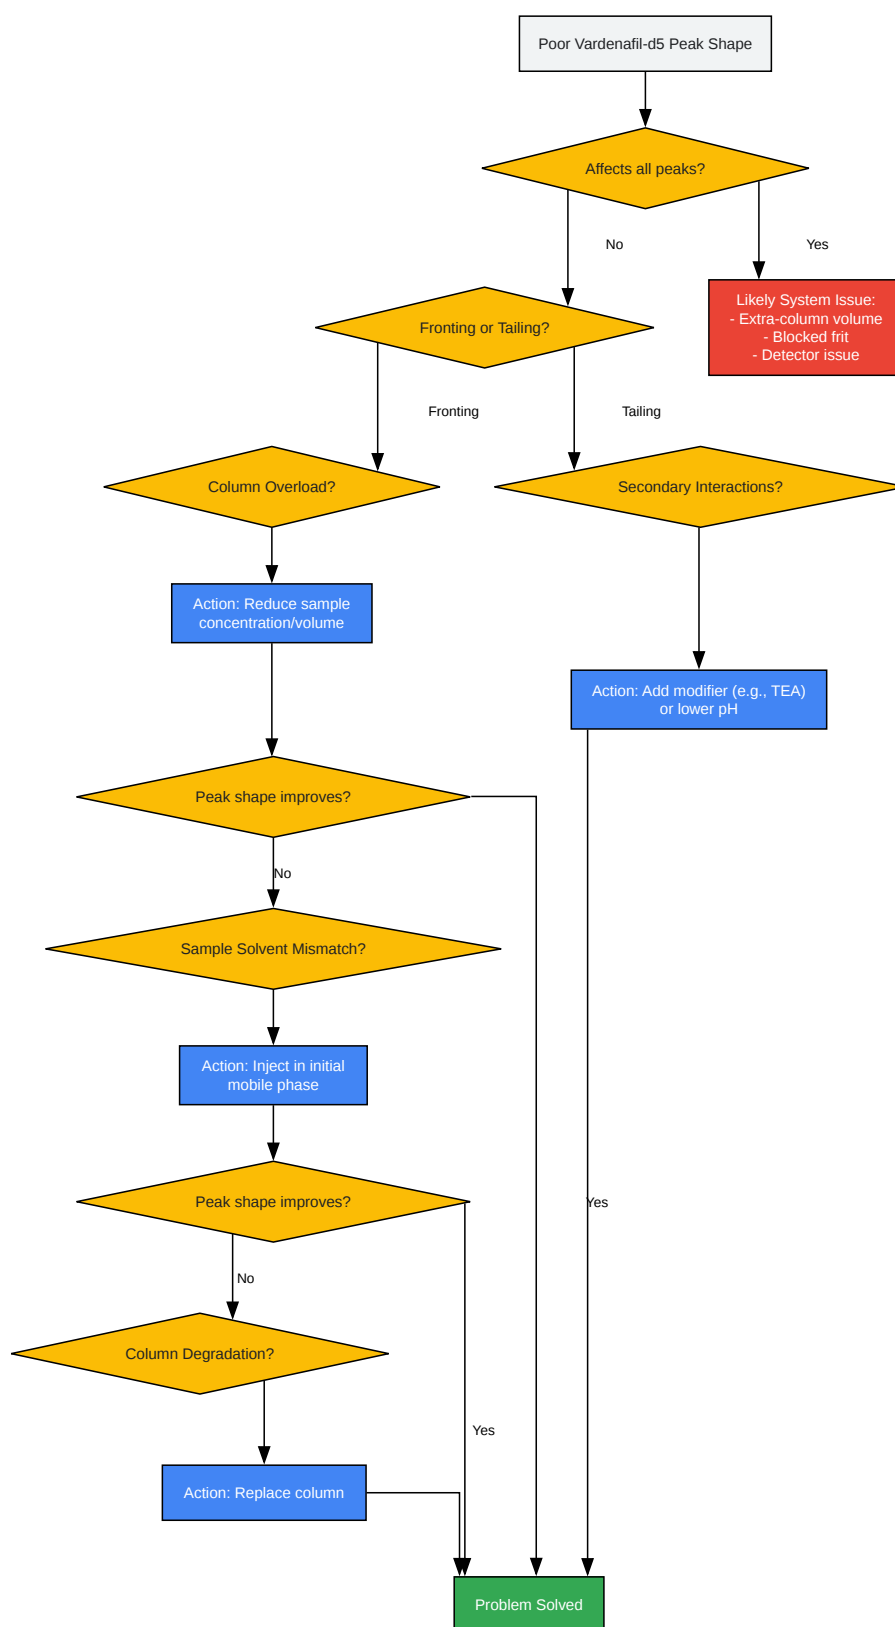 Poor Vardenafil-d5 Peak Shape
Affects all peaks?
No
Yes
Likely System Issue:
- Extra-column volume
- Blocked frit
- Detector issue
Fronting or Tailing?
Fronting
Tailing
Column Overload?
Secondary Interactions?
Action: Reduce sample
concentration/volume
Action: Add modifier (e.g., TEA)
or lower pH
Peak shape improves?
No
Sample Solvent Mismatch?
Action: Inject in initial
mobile phase
Peak shape improves?
Yes
No
Column Degradation?
Yes
Action: Replace column
Problem Solved